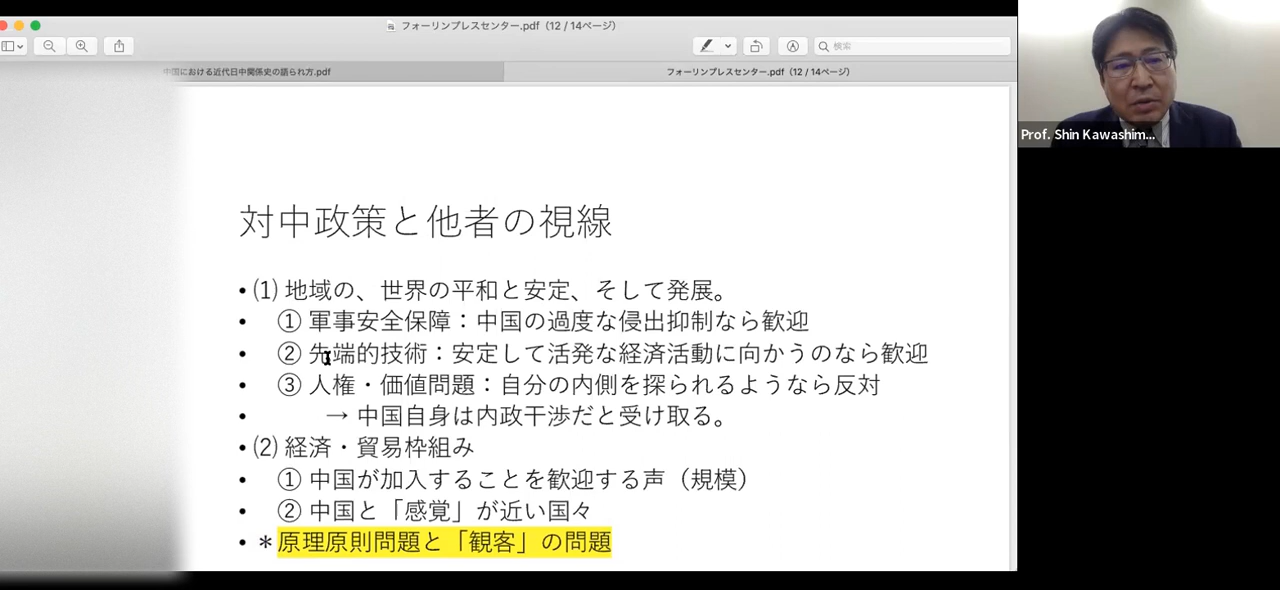 フォーリンプレスセンター.pdf（12 / 14ページ）
検索
中国における近代日中関係史の語られ方.pdf
フォーリンプレスセンター.pdf（12 / 14ページ）
Prof. Shin Kawashim...
対中政策と他者の視線
• (1) 地域の、世界の平和と安定、そして発展。
• ① 軍事安全保障：中国の過度な侵出抑制なら歓迎
• ② 先端的技術：安定して活発な経済活動に向かうのなら歓迎
• ③ 人権・価値問題：自分の内側を探られるようなら反対
• → 中国自身は内政干渉だと受け取る。
• (2) 経済・貿易枠組み
• ① 中国が加入することを歓迎する声（規模）
• ② 中国と「感覚」が近い国々
• ＊原理原則問題と「観客」の問題